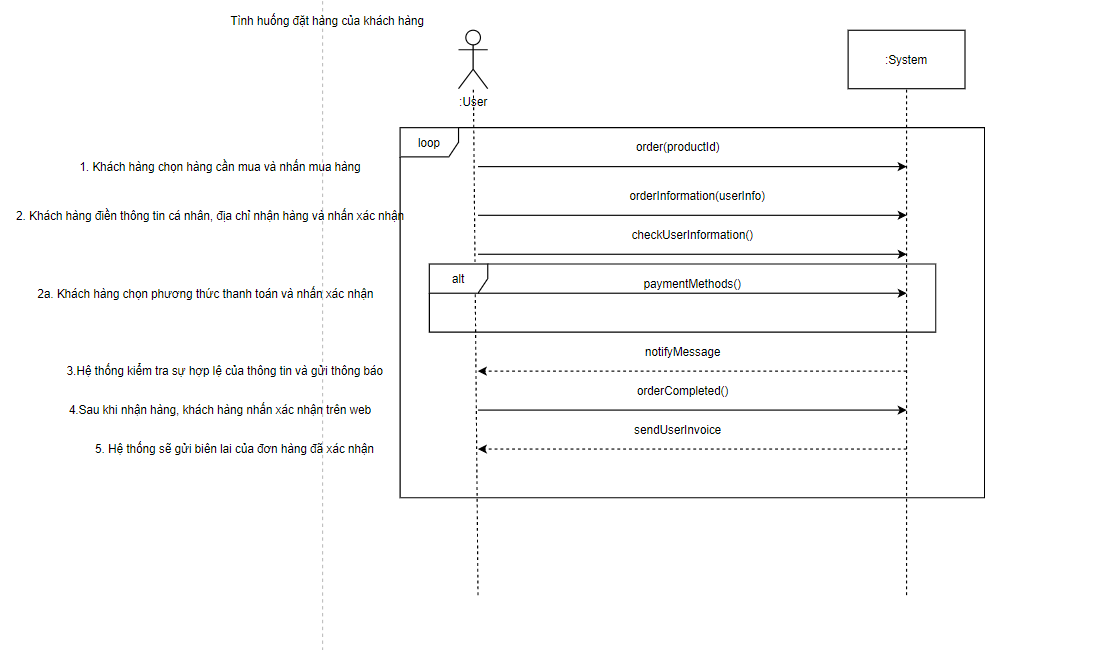 Tình huống đặt hàng của khách hàng
:System
:User
loop
order(productId)
1. Khách hàng chọn hàng cần mua và nhấn mua hàng
orderInformation(userInfo)
2. Khách hàng điền thông tin cá nhân, địa chỉ nhận hàng và nhấn xác nhận
checkUserInformation()
alt
paymentMethods()
2a. Khách hàng chọn phương thức thanh toán và nhấn xác nhận
notifyMessage
3.Hệ thống kiểm tra sự hợp lệ của thông tin và gửi thông báo
orderCompleted()
4.Sau khi nhận hàng, khách hàng nhấn xác nhận trên web
sendUserInvoice
5. Hệ thống sẽ gửi biên lai của đơn hàng đã xác nhận